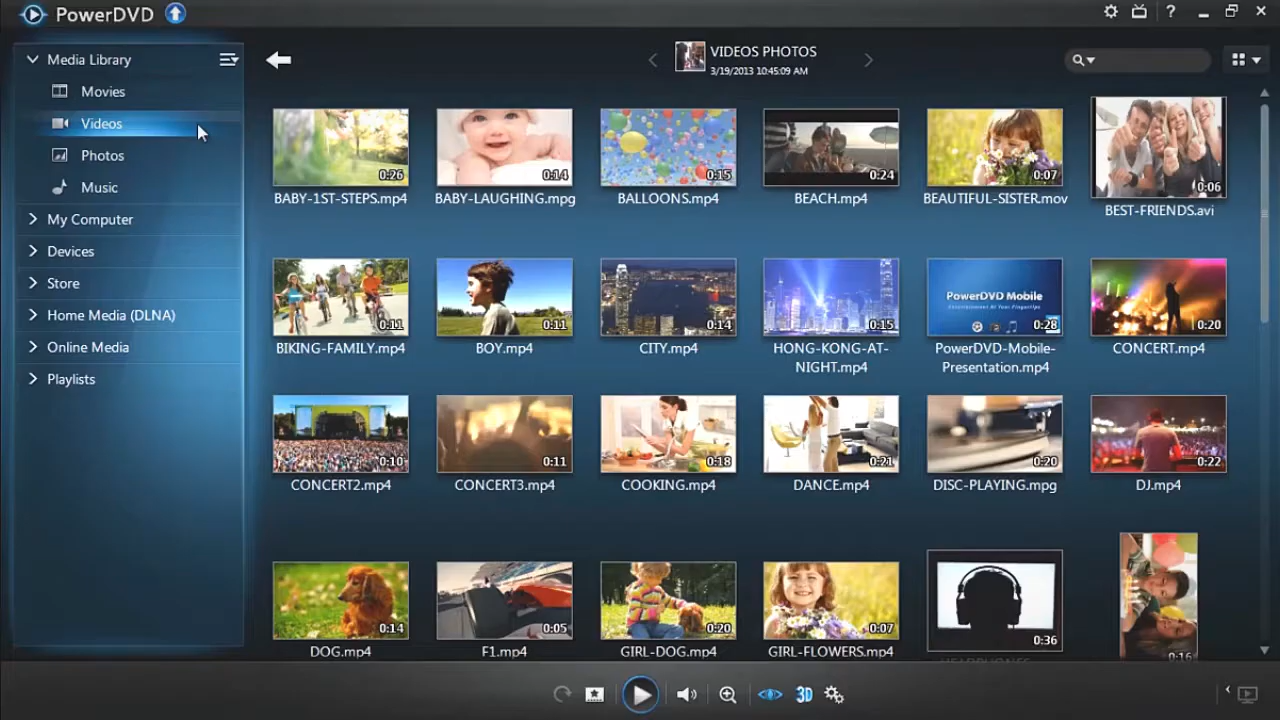 PowerDVD
?
Media Library
Movies
Videos
Photos
Music
My Computer
Devices
Store
Home Media (DLNA)
Online Media
Playlists
VIDEOS PHOTOS
3/19/2013 10:45:09 AM
0:26
0:14
0:15
0:24
0:07
0:06
BABY-1ST-STEPS.mp4
BABY-LAUGHING.mpg
BALLOONS.mp4
BEACH.mp4
BEAUTIFUL-SISTER.mov
BEST-FRIENDS.avi
PowerDVD Mobile
0:11
0:11
0:14
0:15
0:28
0:20
BIKING-FAMILY.mp4
BOY.mp4
CITY.mp4
HONG-KONG-AT-
NIGHT.mp4
PowerDVD-Mobile-
Presentation.mp4
CONCERT.mp4
0:10
0:11
0:18
0:21
0:20
0:22
CONCERT2.mp4
CONCERT3.mp4
COOKING.mp4
DANCE.mp4
DISC-PLAYING.mpg
DJ.mp4
0:14
0:05
0:20
0:07
0:36
0:16
DOG.mp4
F1.mp4
GIRL-DOG.mp4
GIRL-FLOWERS.mp4
3D